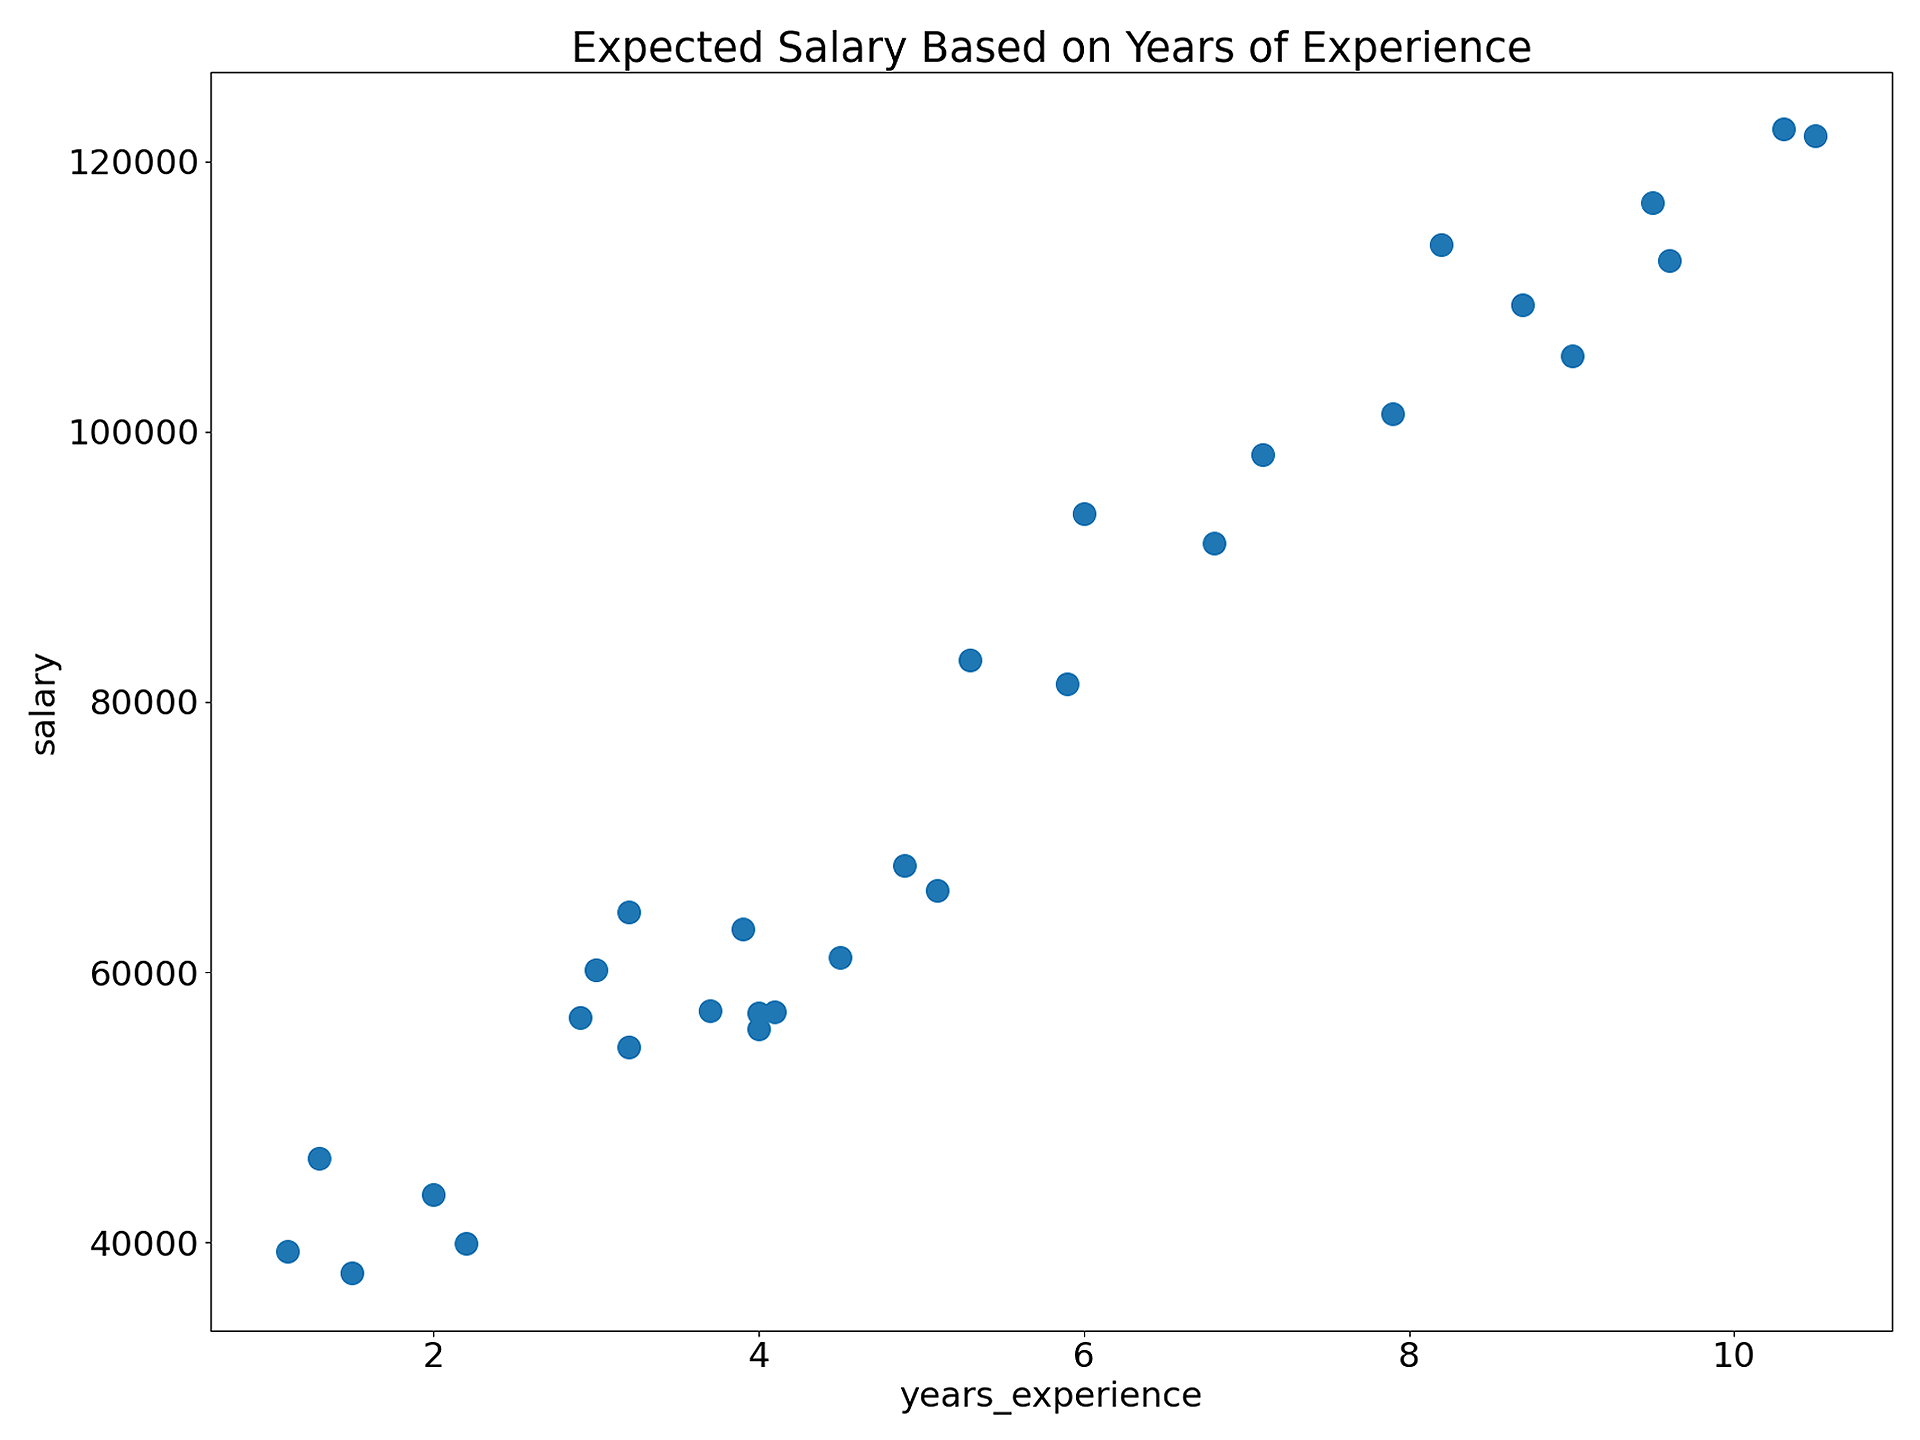 Expected Salary Based on Years of Experience
120000
100000
80000
60000
40000
salary
2 4 6 8 10
years_experience